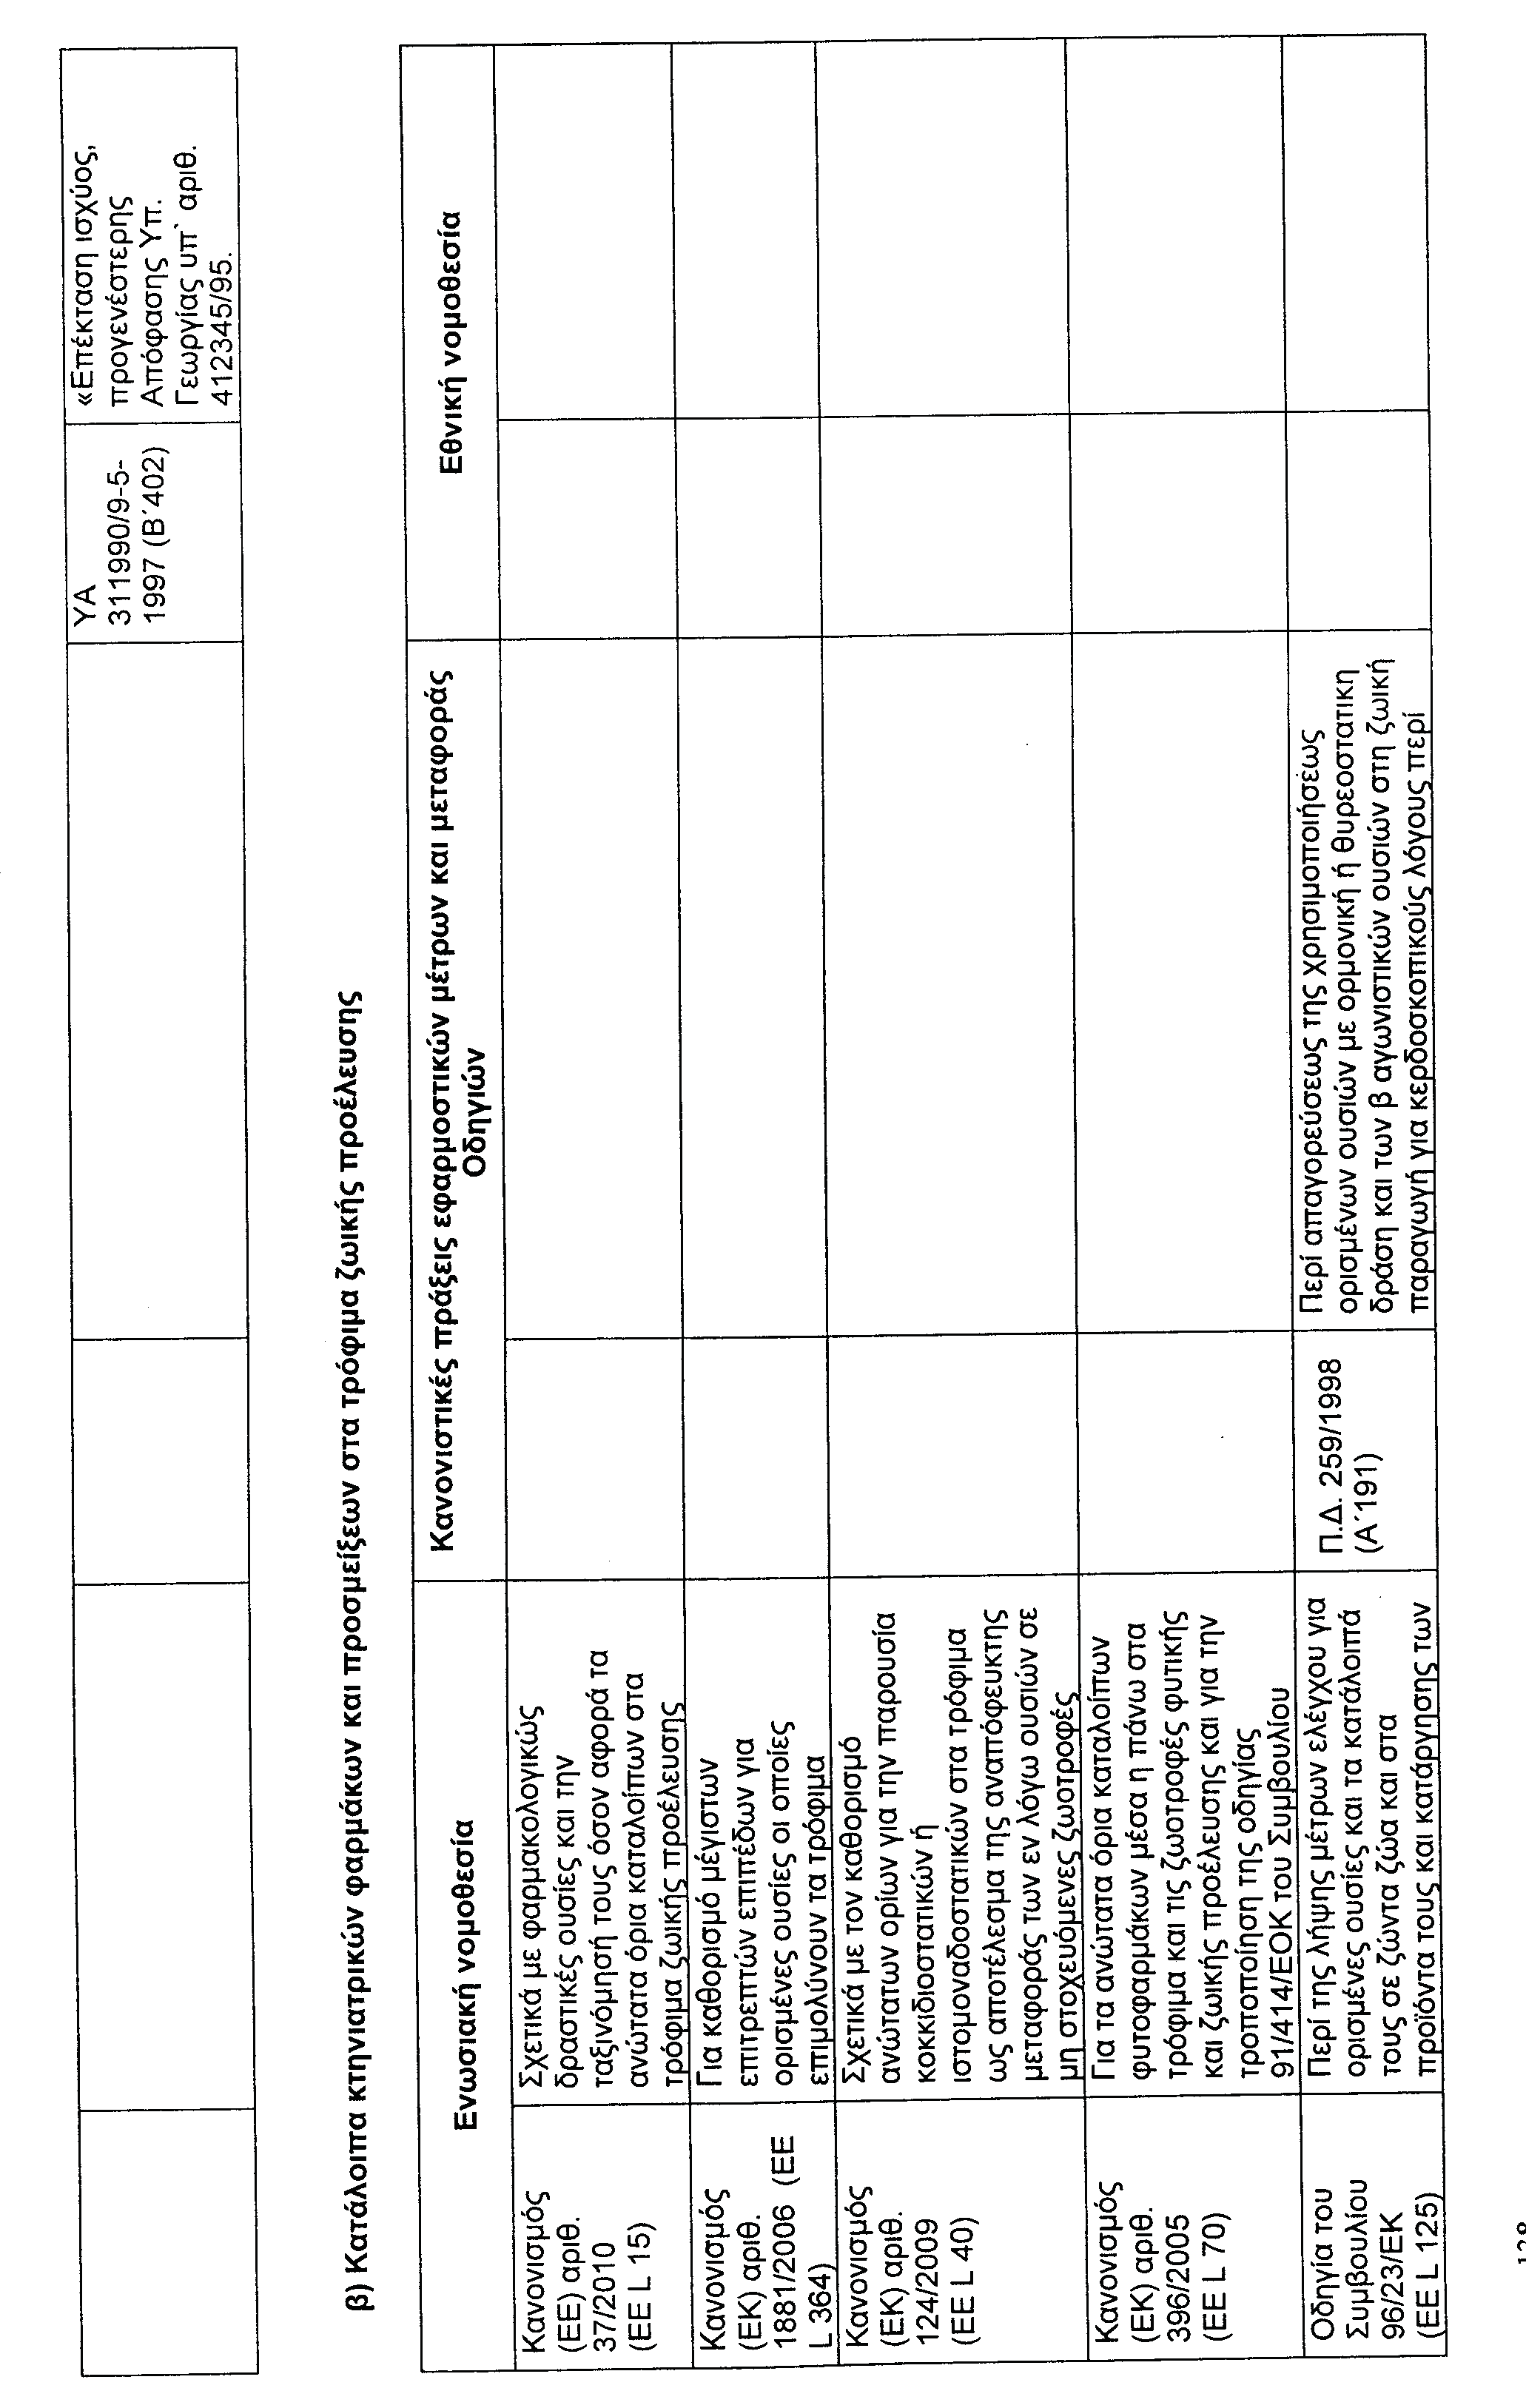 ΥΑ
311990/9-5-
1997 (Β΄402)
«Επέκταση ισχύος,
προγενέστερης
Απόφασης Υπ.
Γεωργίας υπ` αριθ.
412345/95.
β) Κατάλοιπα κτηνιατρικών φαρμάκων και προσμείξεων στα τρόφιμα ζωικής προέλευσης
Ενωσιακή νομοθεσία
Κανονιστικές πράξεις εφαρμοστικών μέτρων και μεταφοράς
Οδηγιών
Εθνική νομοθεσία
Κανονισμός
(ΕΕ) αριθ.
37/2010
(ΕΕ L 15)
Σχετικά με φαρμακολογικώς
δραστικές ουσίες και την
ταξινόμησή τους όσον αφορά τα
ανώτατα όρια καταλοίπων στα
τρόφιμα ζωικής προέλευσης
Κανονισμός
(ΕΚ) αριθ.
1881/2006 (ΕΕ
L 364)
Για καθορισμό μέγιστων
επιτρεπτών επιπέδων για
ορισμένες ουσίες οι οποίες
επιμολύνουν τα τρόφιμα
Κανονισμός
(ΕΚ) αριθ.
124/2009
(ΕΕ L 40)
Σχετικά με τον καθορισμό
ανώτατων ορίων για την παρουσία
κοκκιδιοστατικών ή
ιστομοναδοστατικών στα τρόφιμα
ως αποτέλεσμα της αναπόφευκτης
μεταφοράς των εν λόγω ουσιών σε
μη στοχευόμενες ζωοτροφές
Κανονισμός
(ΕΚ) αριθ.
396/2005
(ΕΕ L 70)
Για τα ανώτατα όρια καταλοίπων
φυτοφαρμάκων μέσα η πάνω στα
τρόφιμα και τις ζωοτροφές φυτικής
και ζωικής προέλευσης και για την
τροποποίηση της οδηγίας
91/414/ΕΟΚ του Συμβουλίου
Οδηγία του
Συμβουλίου
96/23/ΕΚ
(ΕΕ L 125)
Περί της λήψης μέτρων ελέγχου για
ορισμένες ουσίες και τα κατάλοιπά
τους σε ζώντα ζώα και στα
προϊόντα τους και κατάργησης των
Π.Δ. 259/1998
(Α΄191)
Περί απαγορεύσεως της χρησιμοποιήσέως
ορισμένων ουσιών με ορμονική ή θυρεοστατικη
δράση και των β αγωνιστικών ουσιών στη ζωική
παραγωγή για κερδοσκοπικούς λόγους περί